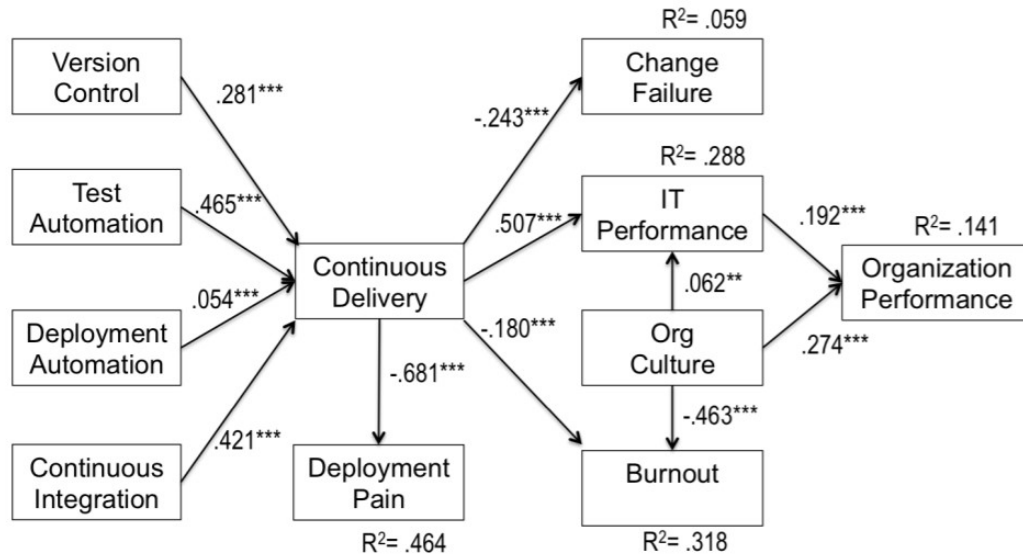 R²= .059
Version
Control
Change
Failure
.281***
-.243***
R²= .288
Test
Automation
IT
Performance
.465***
.507***
.192***
R²= .141
Continuous
Delivery
Organization
Performance
.054***
.062**
Deployment
Automation
-.180***
Org
Culture
.274***
-.681***
-.463***
.421***
Continuous
Integration
Deployment
Pain
Burnout
R²= .464
R²= .318